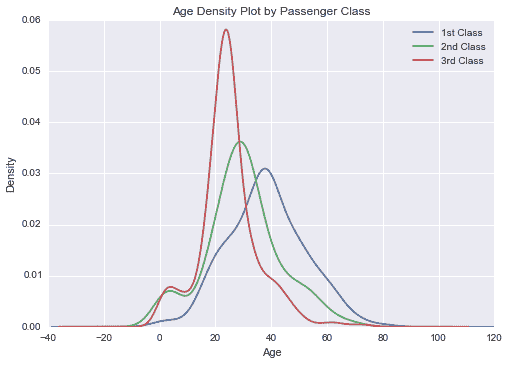 Age Density Plot by Passenger Class
1st Class
2nd Class
3rd Class
0.06
0.05
0.04
0.03
0.02
0.01
0.00
Density
-40
-20
0
20
40
60
80
100
120
Age